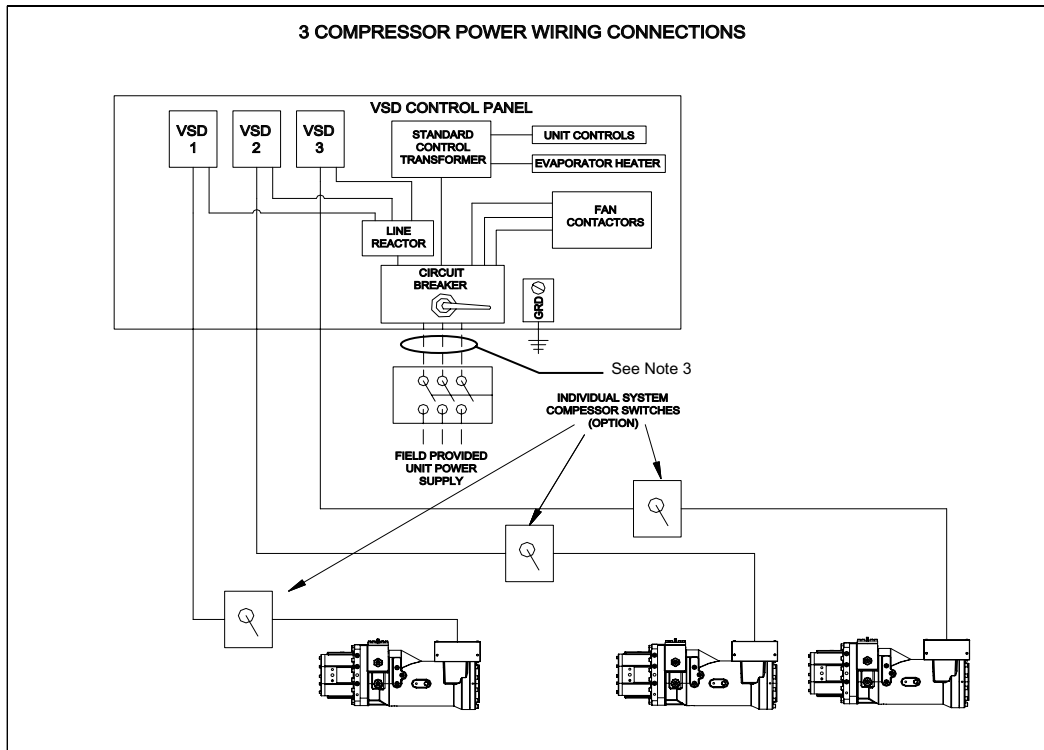 3 COMPRESSOR POWER WIRING CONNECTIONS
VSD CONTROL PANEL
VSD
1
VSD
2
VSD
3
STANDARD
CONTROL
TRANSFORMER
UNIT CONTROLS
EVAPORATOR HEATER
FAN
CONTACTORS
LINE
REACTOR
CIRCUIT
BREAKER
GRD
See Note 3
INDIVIDUAL SYSTEM
COMPESSOR SWITCHES
(OPTION)
FIELD PROVIDED
UNIT POWER
SUPPLY